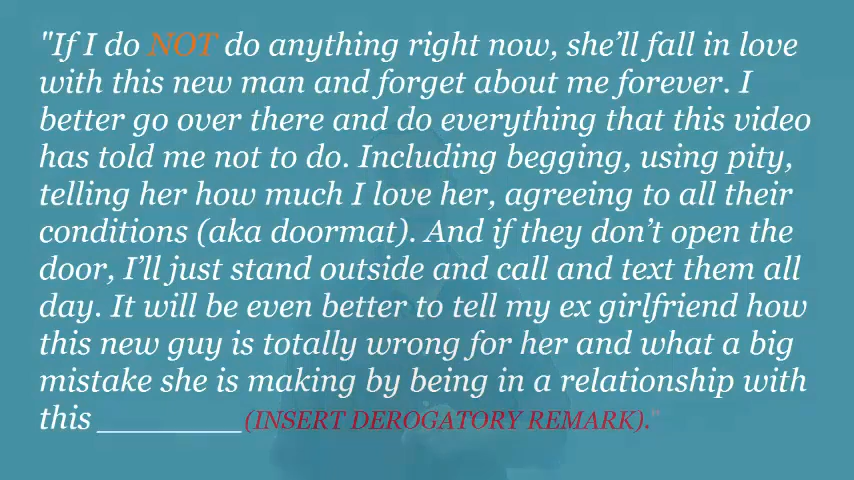 "If I do NOT do anything right now, she’ll fall in love
with this new man and forget about me forever. I
better go over there and do everything that this video
has told me not to do. Including begging, using pity,
telling her how much I love her, agreeing to all their
conditions (aka doormat). And if they don’t open the
door, I’ll just stand outside and call and text them all
day. It will be even better to tell my ex girlfriend how
this new guy is totally wrong for her and what a big
mistake she is making by being in a relationship with
this ________(INSERT DEROGATORY REMARK)."